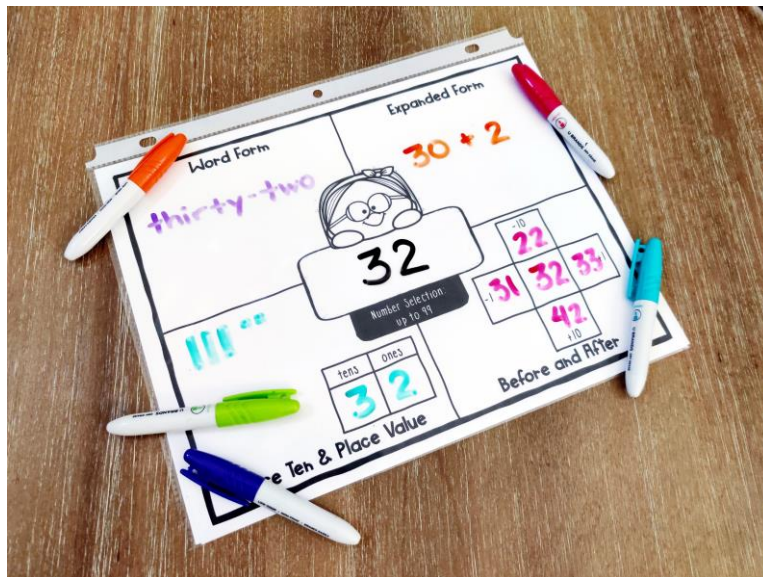 Word Form
thirty-two
Expanded Form
30 + 2
32
Number Selection:
up to 99
-10
22
-1 31 32 33
42
+10
Before and After
tens ones
3 2
Ten & Place Value